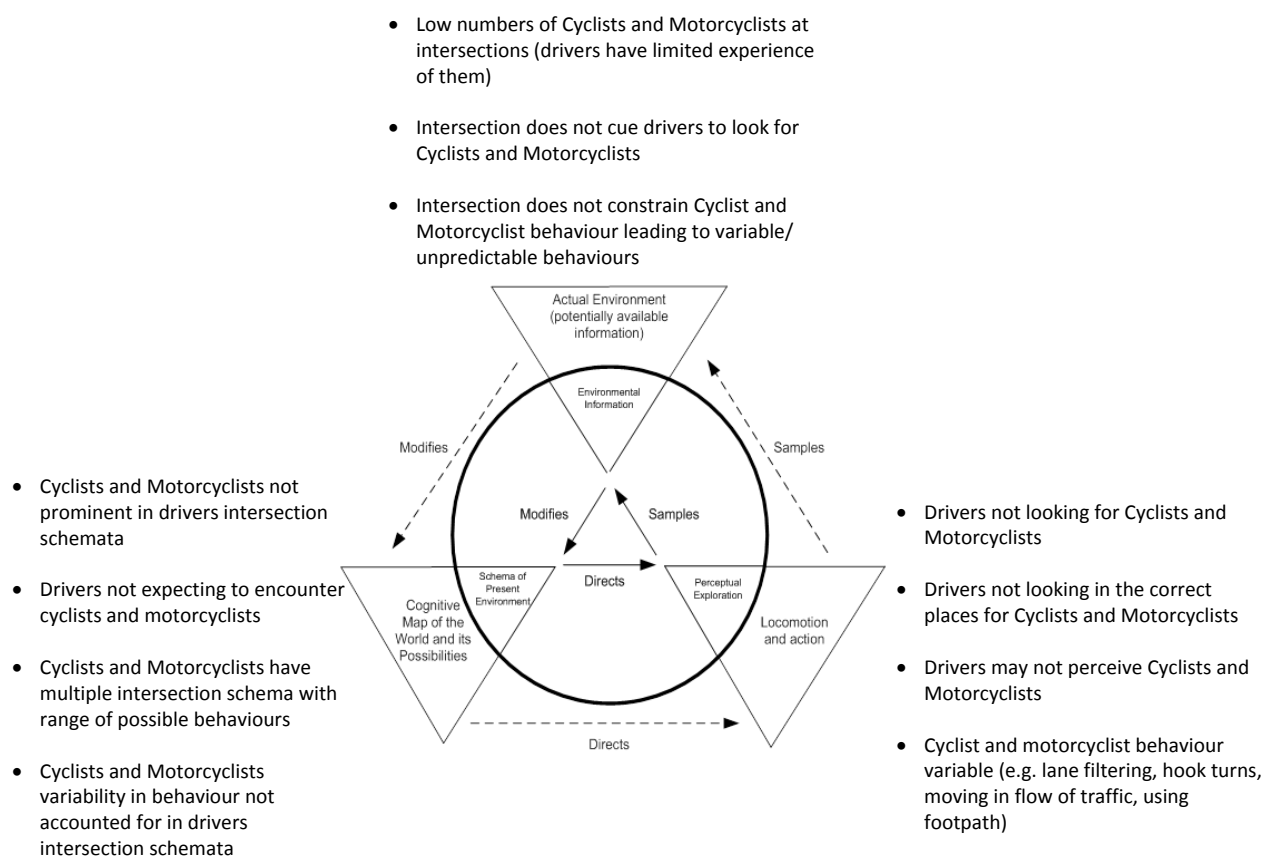 • Low numbers of Cyclists and Motorcyclists at
intersections (drivers have limited experience
of them)
• Intersection does not cue drivers to look for
Cyclists and Motorcyclists
• Intersection does not constrain Cyclist and
Motorcyclist behaviour leading to variable/
unpredictable behaviours
Actual Environment
(potentially available
information)
Environmental
Information
Modifies
Samples
Modifies
Samples
Directs
Schema of
Present
Environment
Cognitive
Map of the
World and its
Possibilities
Perceptual
Exploration
Locomotion
and action
Directs
• Cyclists and Motorcyclists not
prominent in drivers intersection
schemata
• Drivers not expecting to encounter
cyclists and motorcyclists
• Cyclists and Motorcyclists have
multiple intersection schema with
range of possible behaviours
• Cyclists and Motorcyclists
variability in behaviour not
accounted for in drivers
intersection schemata
• Drivers not looking for Cyclists and
Motorcyclists
• Drivers not looking in the correct
places for Cyclists and Motorcyclists
• Drivers may not perceive Cyclists and
Motorcyclists
• Cyclist and motorcyclist behaviour
variable (e.g. lane filtering, hook turns,
moving in flow of traffic, using
footpath)